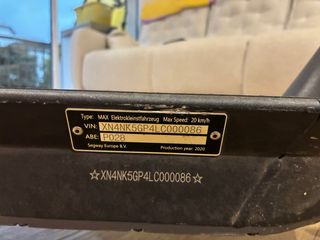 Type: MAX Elektrokleinstfahrzeug Max Speed: 20 km/h
VIN: XN4NK5GP4LC000086
ABE: P028
Segway Europe B.V. Production year: 2020
☆XN4NK5GP4LC000086☆